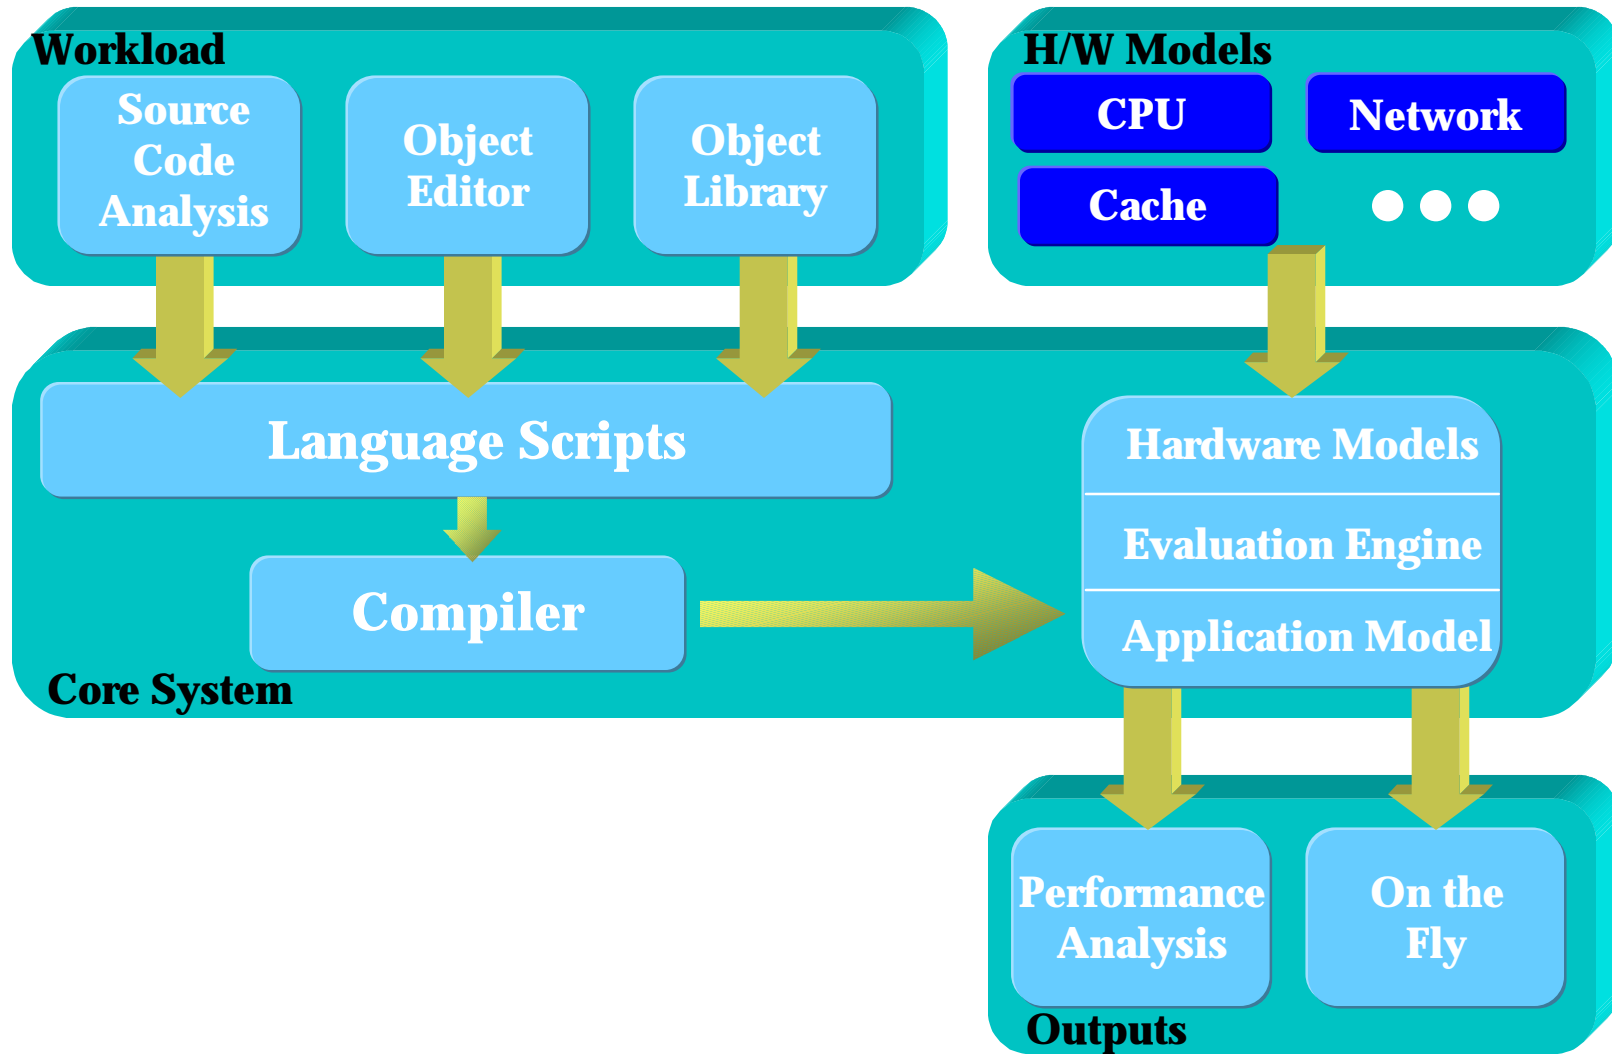 Workload
Source
Code
Analysis
Object
Editor
Object
Library
H/W Models
CPU
Network
Cache
Language Scripts
Compiler
Core System
Hardware Models
Evaluation Engine
Application Model
Performance
Analysis
On the
Fly
Outputs